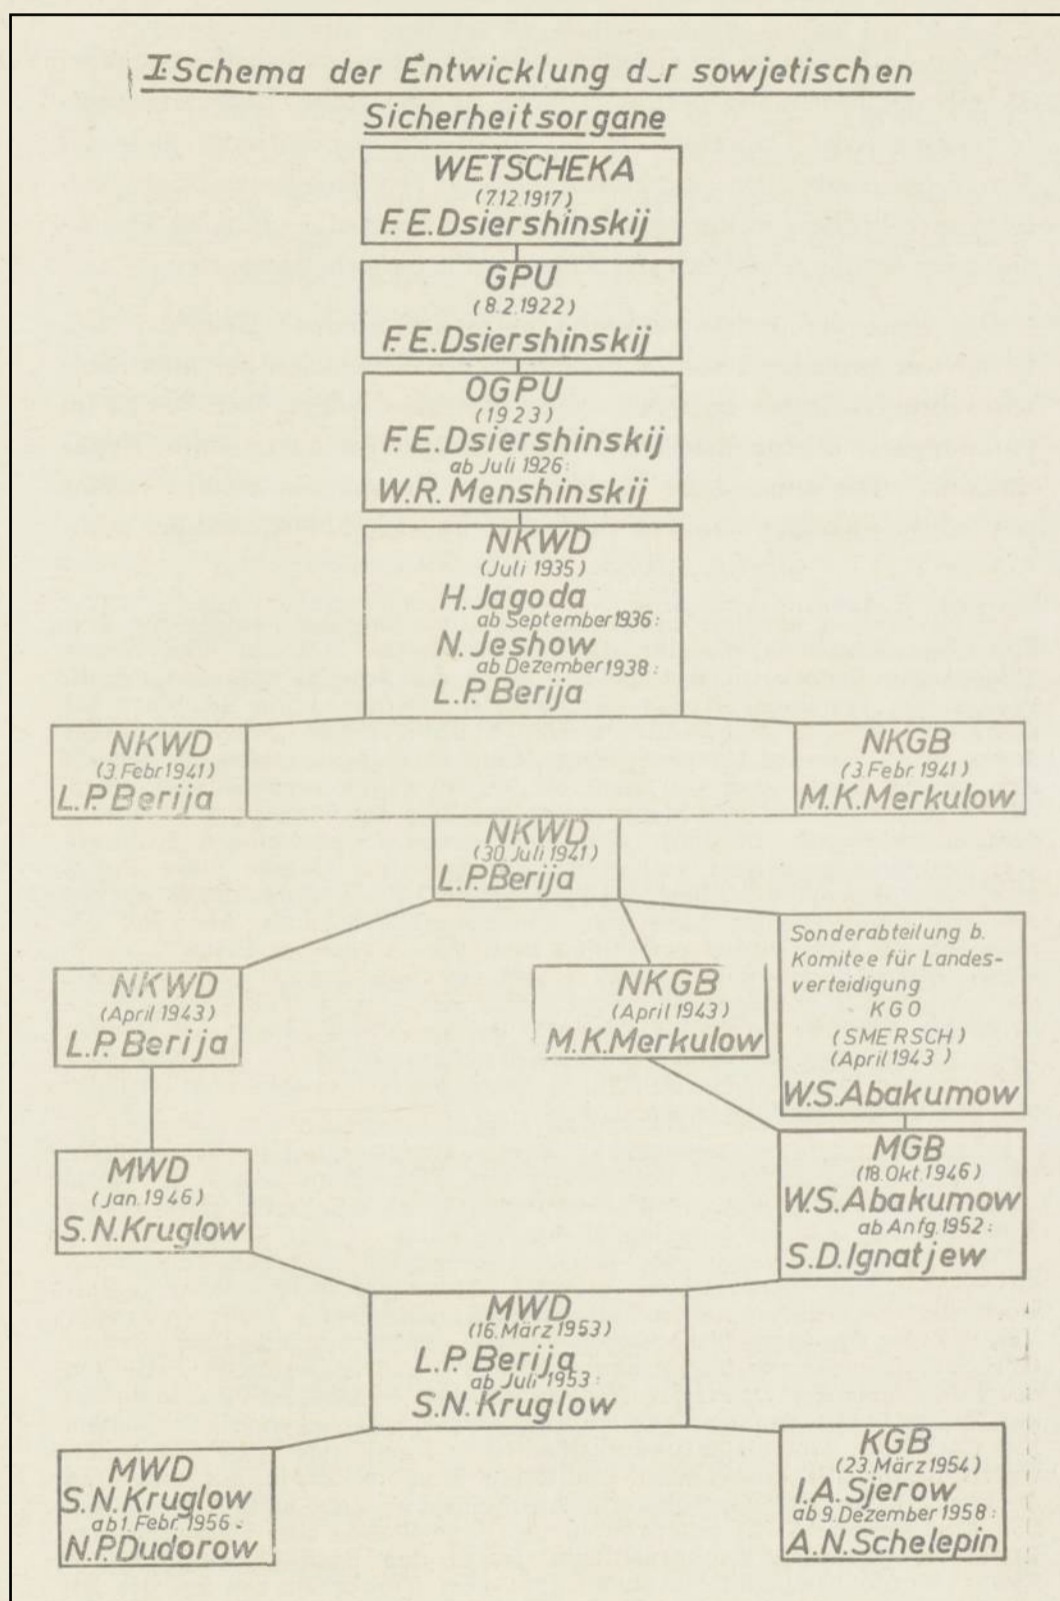 I. Schema der Entwicklung d_r sowjetischen
Sicherheitsorgane
WETSCHEKA
(7.12.1917)
F.E.Dsiershinskij
GPU
(8.2.1922)
F.E.Dsiershinskij
OGPU
(1923)
F.E.Dsiershinskij
ab Juli 1926:
W.R.Menshinskij
NKWD
(Juli 1935)
H.Jagoda
ab September 1936:
N.Jeshow
ab Dezember 1938:
L.P.Berija
NKWD
(3.Febr.1941)
L.P.Berija
NKGB
(3.Febr.1941)
M.K.Merkulow
NKWD
(30.Juli 1941)
L.P.Berija
NKWD
(April 1943)
L.P.Berija
NKGB
(April 1943)
M.K.Merkulow
Sonderabteilung b.
Komitee für Landes-
verteidigung
- KGO
(SMERSCH)
(April 1943)
W.S.Abakumow
MWD
(Jan.1946)
S.N.Kruglow
MGB
(18.Okt.1946)
W.S.Abakumow
ab Anfg.1952:
S.D.Ignatjew
MWD
(16.März 1953)
L.P.Berija
ab Juli 1953:
S.N.Kruglow
MWD
S.N.Kruglow
ab 1.Febr.1956:
N.P.Dudorow
KGB
(23.März 1954)
I.A.Sjerow
ab 9.Dezember 1958:
A.N.Schelepin